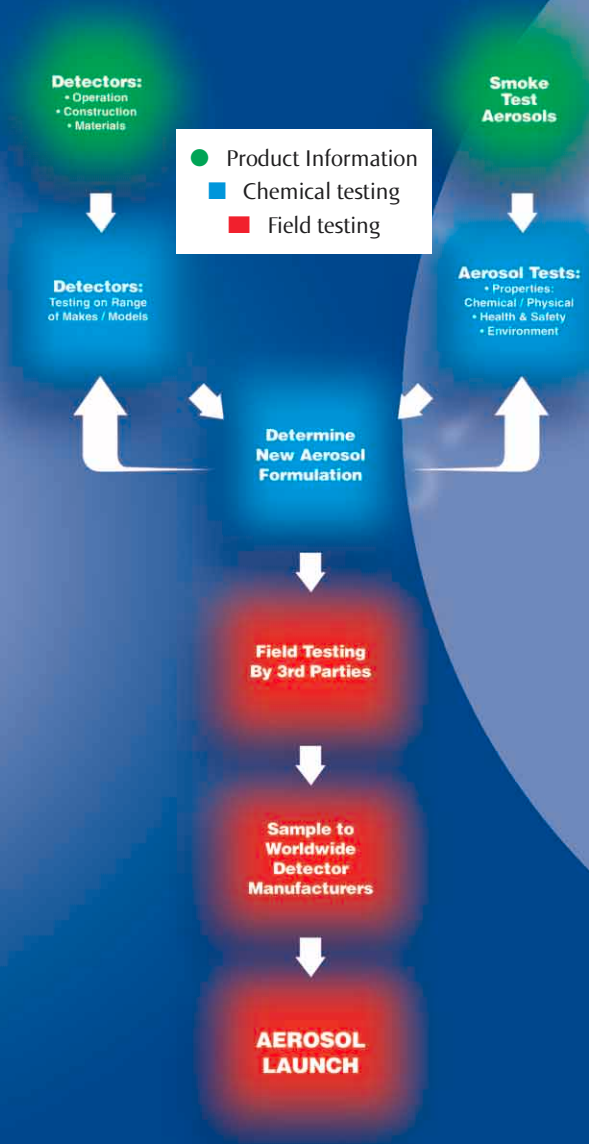 Detectors:
• Operation
• Construction
• Materials
Smoke
Test
Aerosols
Product Information
Chemical testing
Field testing
Detectors:
Testing on Range
of Makes / Models
Aerosol Tests:
• Properties:
Chemical / Physical
• Health & Safety
• Environment
Determine
New Aerosol
Formulation
Field Testing
By 3rd Parties
Sample to
Worldwide
Detector
Manufacturers
AEROSOL
LAUNCH